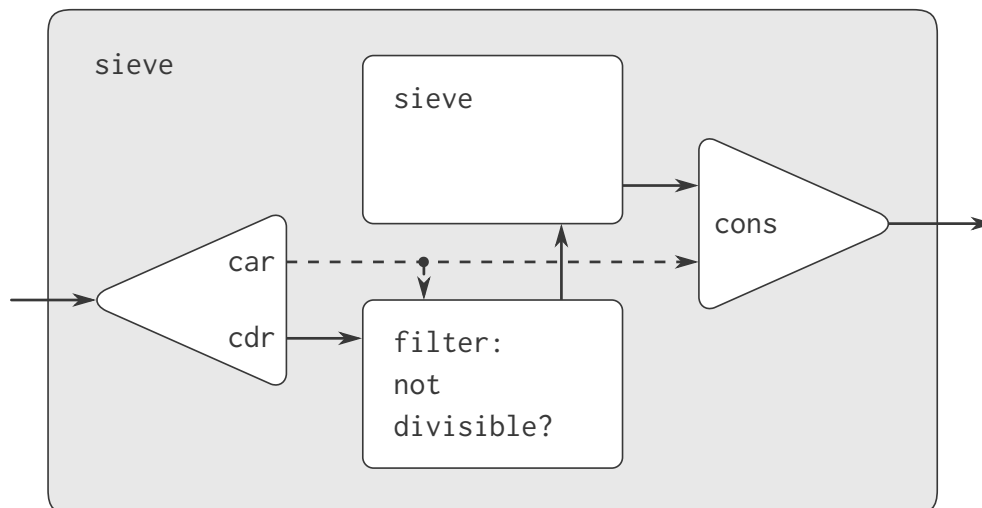 sieve
sieve
cons
car
cdr
filter:
not
divisible?